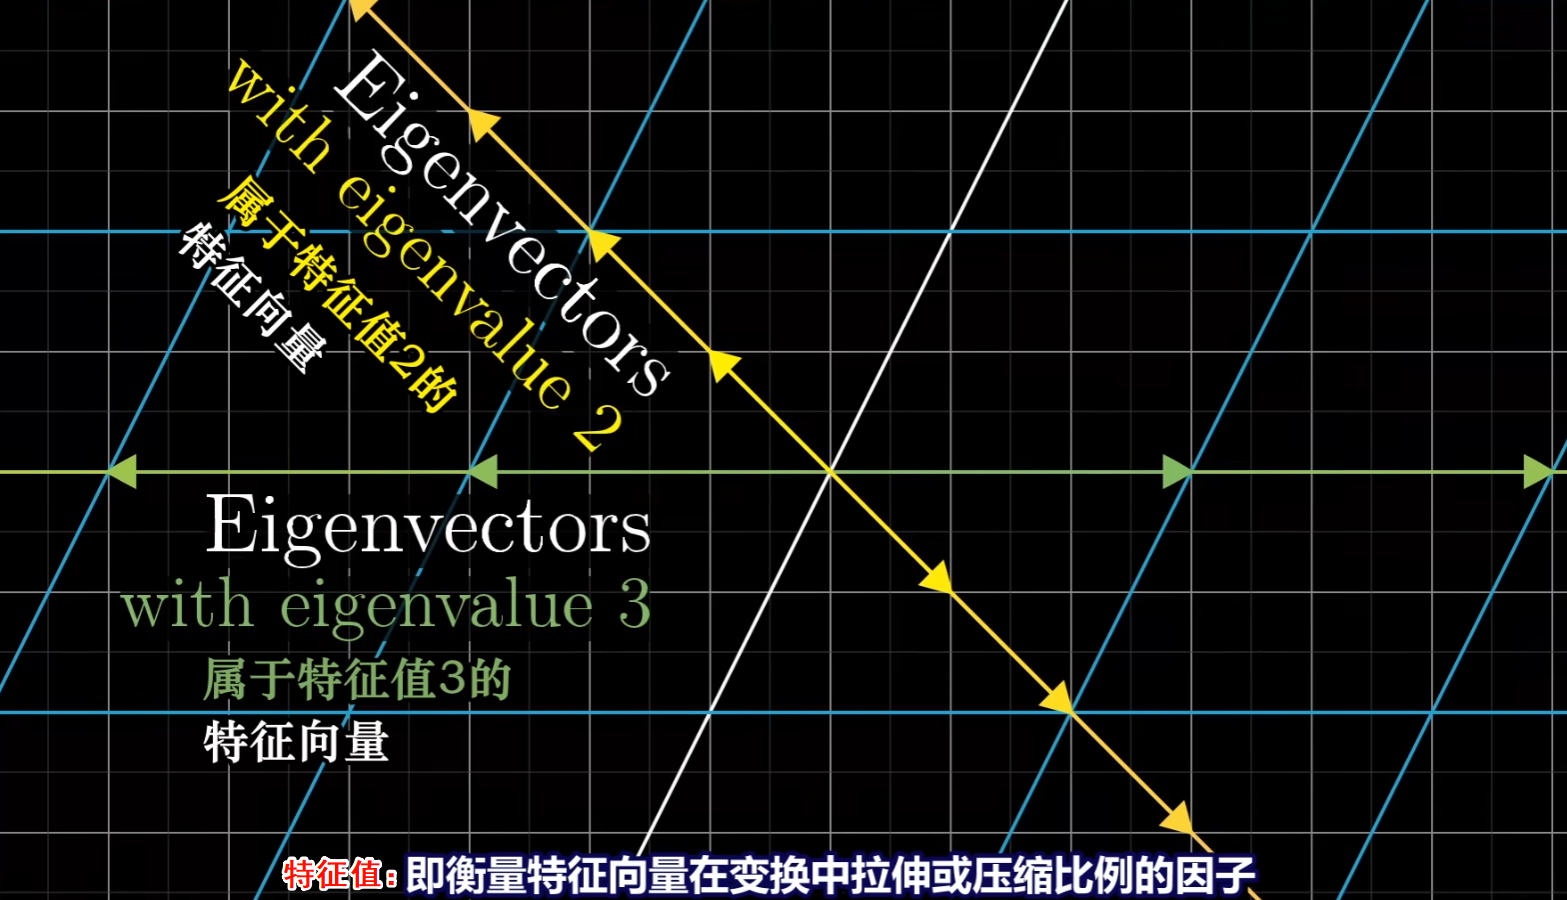 Eigenvectors
with eigenvalue 2
属于特征值2的
特征向量
Eigenvectors
with eigenvalue 3
属于特征值3的
特征向量
特征值：即衡量特征向量在变换中拉伸或压缩比例的因子